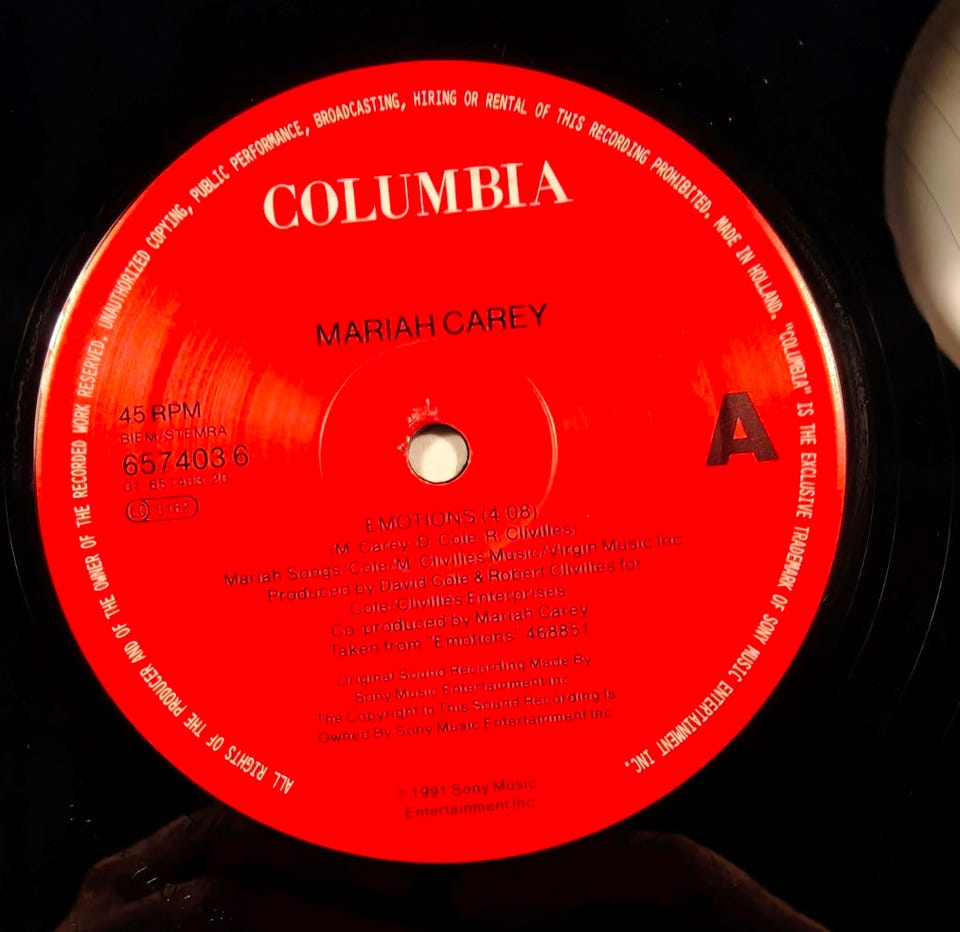 ALL RIGHTS OF THE PRODUCER AND OF THE OWNER OF THE RECORDED WORK RESERVED. UNAUTHORIZED COPYING, PUBLIC PERFORMANCE, BROADCASTING, HIRING OR RENTAL OF THIS RECORDING PROHIBITED. MADE IN HOLLAND. "COLUMBIA" IS THE EXCLUSIVE TRADEMARK OF SONY MUSIC ENTERTAINMENT INC.
COLUMBIA
MARIAH CAREY
45 RPM
BIEM/STEMRA
657403 6
01 657403 20
LC 0162
A
EMOTIONS (4:08)
(M. Carey, D. Cole, R. Clivilles)
Mariah Songs, Cole/M. Clivilles Music/Virgin Music Inc
Produced by David Cole & Robert Clivilles for
Cole/Clivilles Enterprises
Co-produced by Mariah Carey
Taken from "Emotions" 468851
Original Sound Recording Made By
Sony Music Entertainment Inc
The Copyright In This Sound Recording Is
Owned By Sony Music Entertainment Inc
℗ 1991 Sony Music
Entertainment Inc